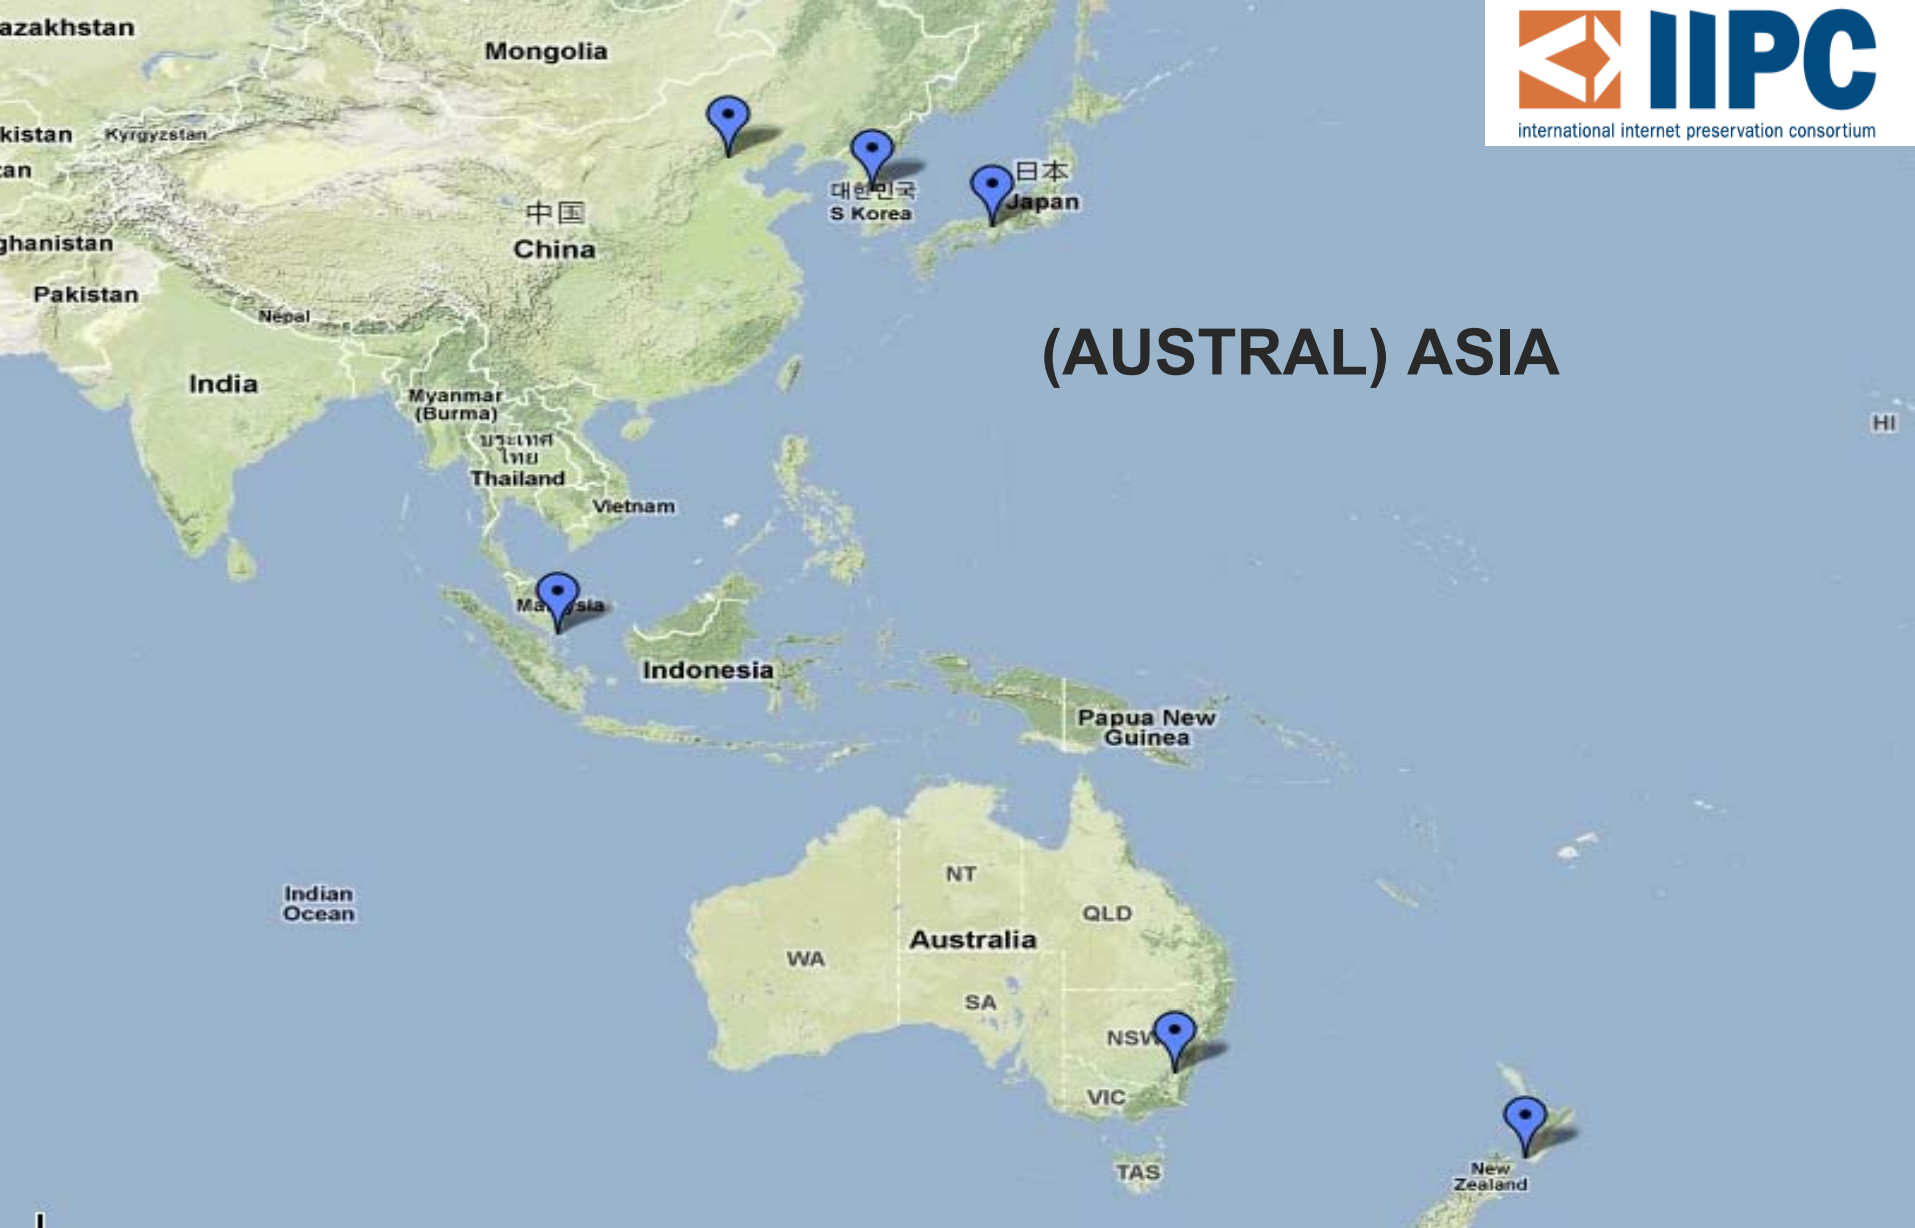 IIPC
international internet preservation consortium
azakhstan
Mongolia
kistan
Kyrgyzstan
an
日本
Japan
대한민국
S Korea
中国
China
ghanistan
Pakistan
Nepal
(AUSTRAL) ASIA
India
Myanmar
(Burma)
HI
ประเทศ
ไทย
Thailand
Vietnam
Indonesia
Papua New
Guinea
Indian
Ocean
NT
QLD
Australia
WA
SA
NSW
VIC
TAS
New
Zealand